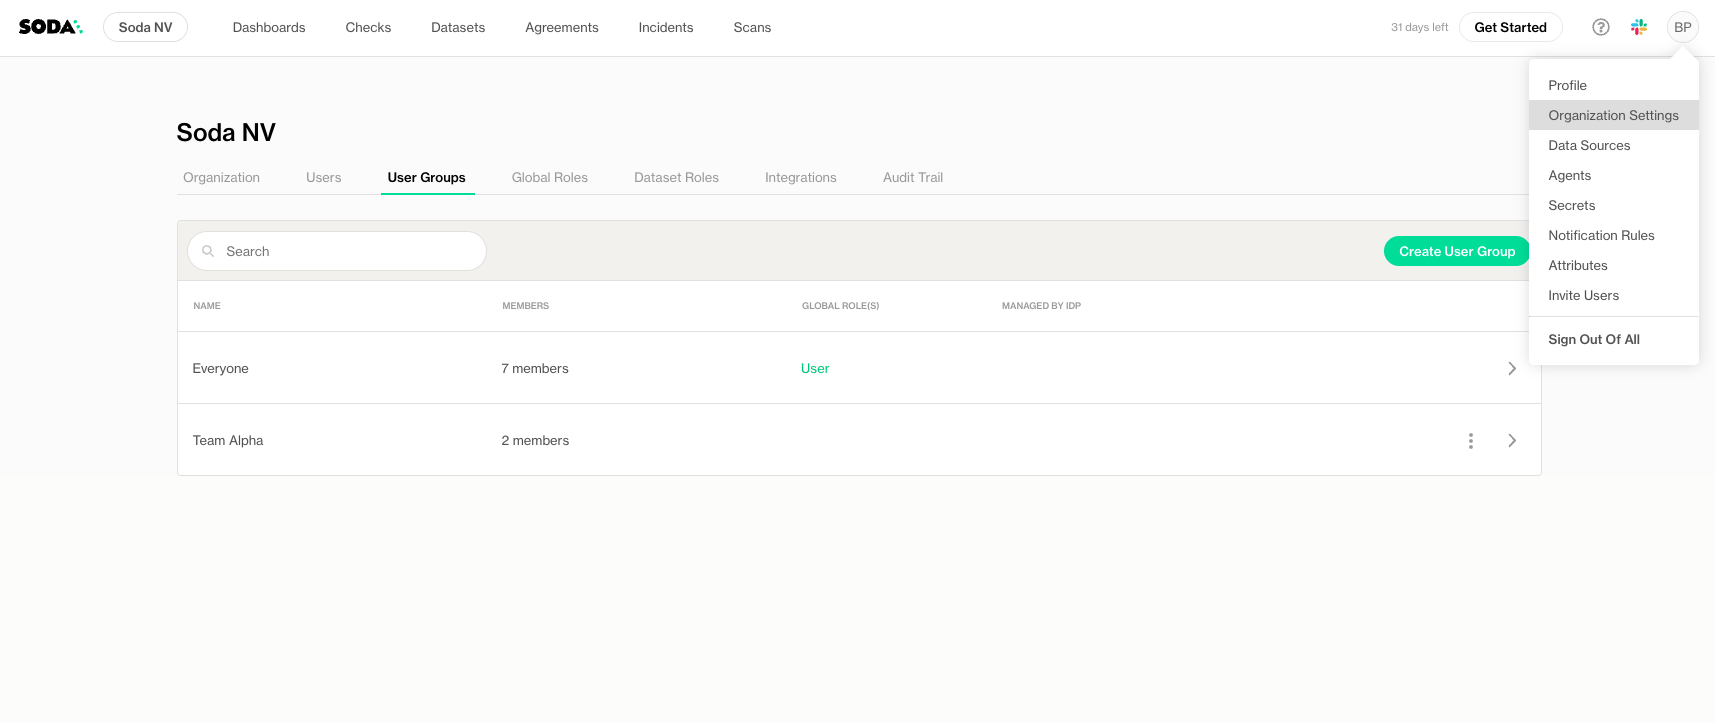 SODA Soda NV Dashboards Checks Datasets Agreements Incidents Scans 31 days left Get Started BP
Profile
Organization Settings
Data Sources
Agents
Secrets
Notification Rules
Attributes
Invite Users
Sign Out Of All
Soda NV
Organization Users User Groups Global Roles Dataset Roles Integrations Audit Trail
Search Create User Group
NAME MEMBERS GLOBAL ROLE(S) MANAGED BY IDP
Everyone 7 members User
Team Alpha 2 members